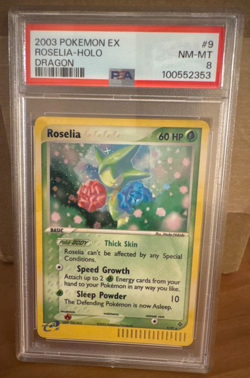 2003 POKEMON EX #9
ROSELIA-HOLO NM-MT
DRAGON 8
PSA 100552353
Roselia 60 HP
BASIC
POKé-BODY Thick Skin
Roselia can't be affected by any Special
Conditions.
Speed Growth
Attach up to 2 Energy cards from your
hand to your Pokémon in any way you like.
Sleep Powder 10
The Defending Pokémon is now Asleep.